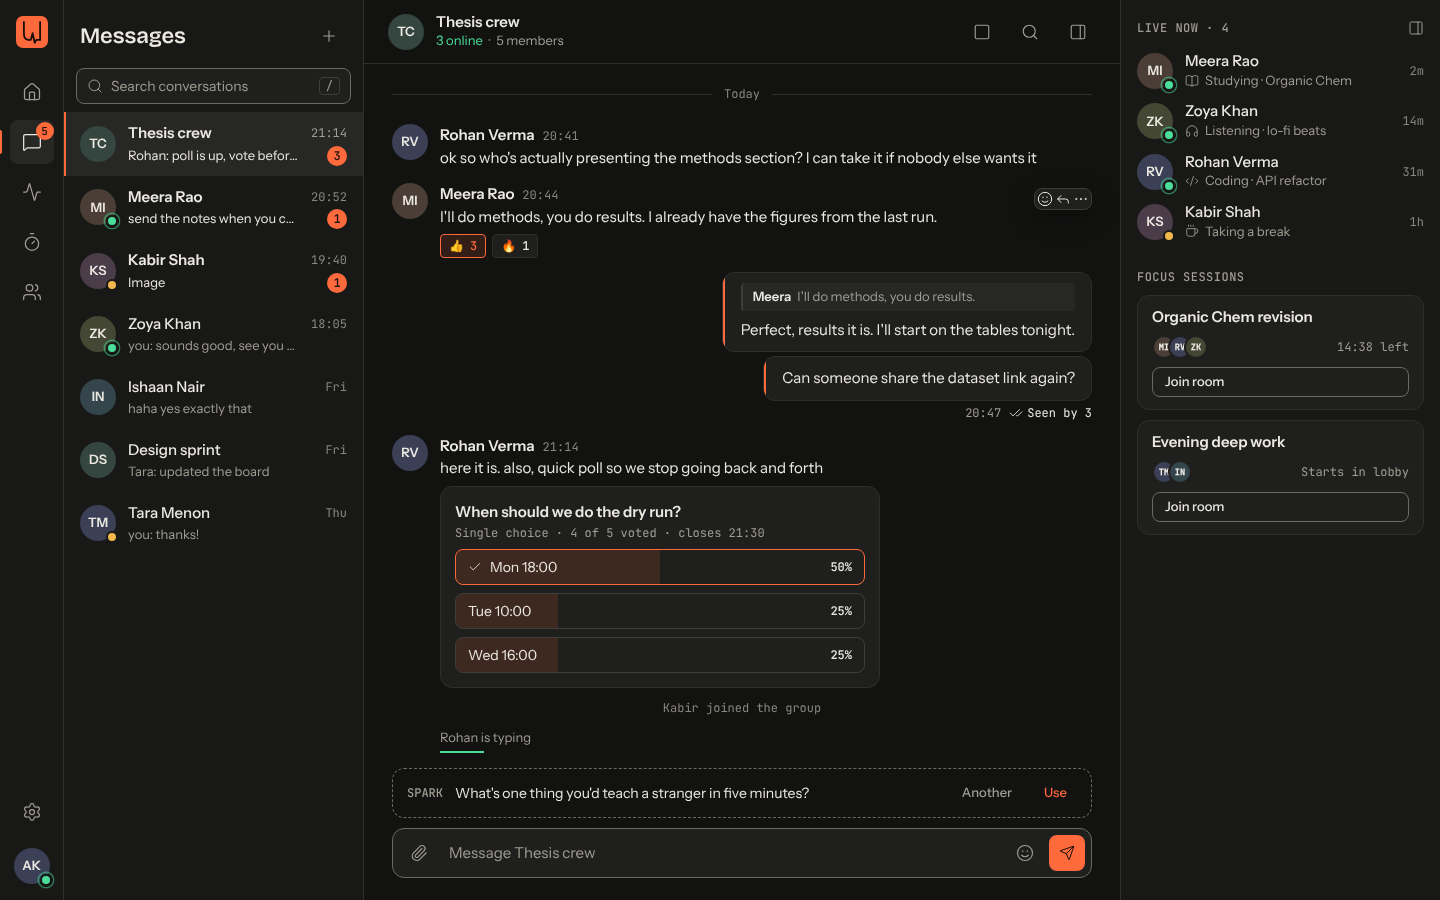 5
AK
Messages
Search conversations /
TC Thesis crew 21:14
Rohan: poll is up, vote befor... 3
MI Meera Rao 20:52
send the notes when you c... 1
KS Kabir Shah 19:40
Image 1
ZK Zoya Khan 18:05
you: sounds good, see you ...
IN Ishaan Nair Fri
haha yes exactly that
DS Design sprint Fri
Tara: updated the board
TM Tara Menon Thu
you: thanks!
TC Thesis crew
3 online · 5 members
Today
RV Rohan Verma 20:41
ok so who's actually presenting the methods section? I can take it if nobody else wants it
MI Meera Rao 20:44
I'll do methods, you do results. I already have the figures from the last run.
👍 3 🔥 1
Meera I'll do methods, you do results.
Perfect, results it is. I'll start on the tables tonight.
Can someone share the dataset link again?
20:47 Seen by 3
RV Rohan Verma 21:14
here it is. also, quick poll so we stop going back and forth
When should we do the dry run?
Single choice · 4 of 5 voted · closes 21:30
Mon 18:00 50%
Tue 10:00 25%
Wed 16:00 25%
Kabir joined the group
Rohan is typing
SPARK What's one thing you'd teach a stranger in five minutes? Another Use
Message Thesis crew
LIVE NOW · 4
MI Meera Rao 2m
Studying · Organic Chem
ZK Zoya Khan 14m
Listening · lo-fi beats
RV Rohan Verma 31m
Coding · API refactor
KS Kabir Shah 1h
Taking a break
FOCUS SESSIONS
Organic Chem revision
MI RV ZK 14:38 left
Join room
Evening deep work
TM IN Starts in lobby
Join room